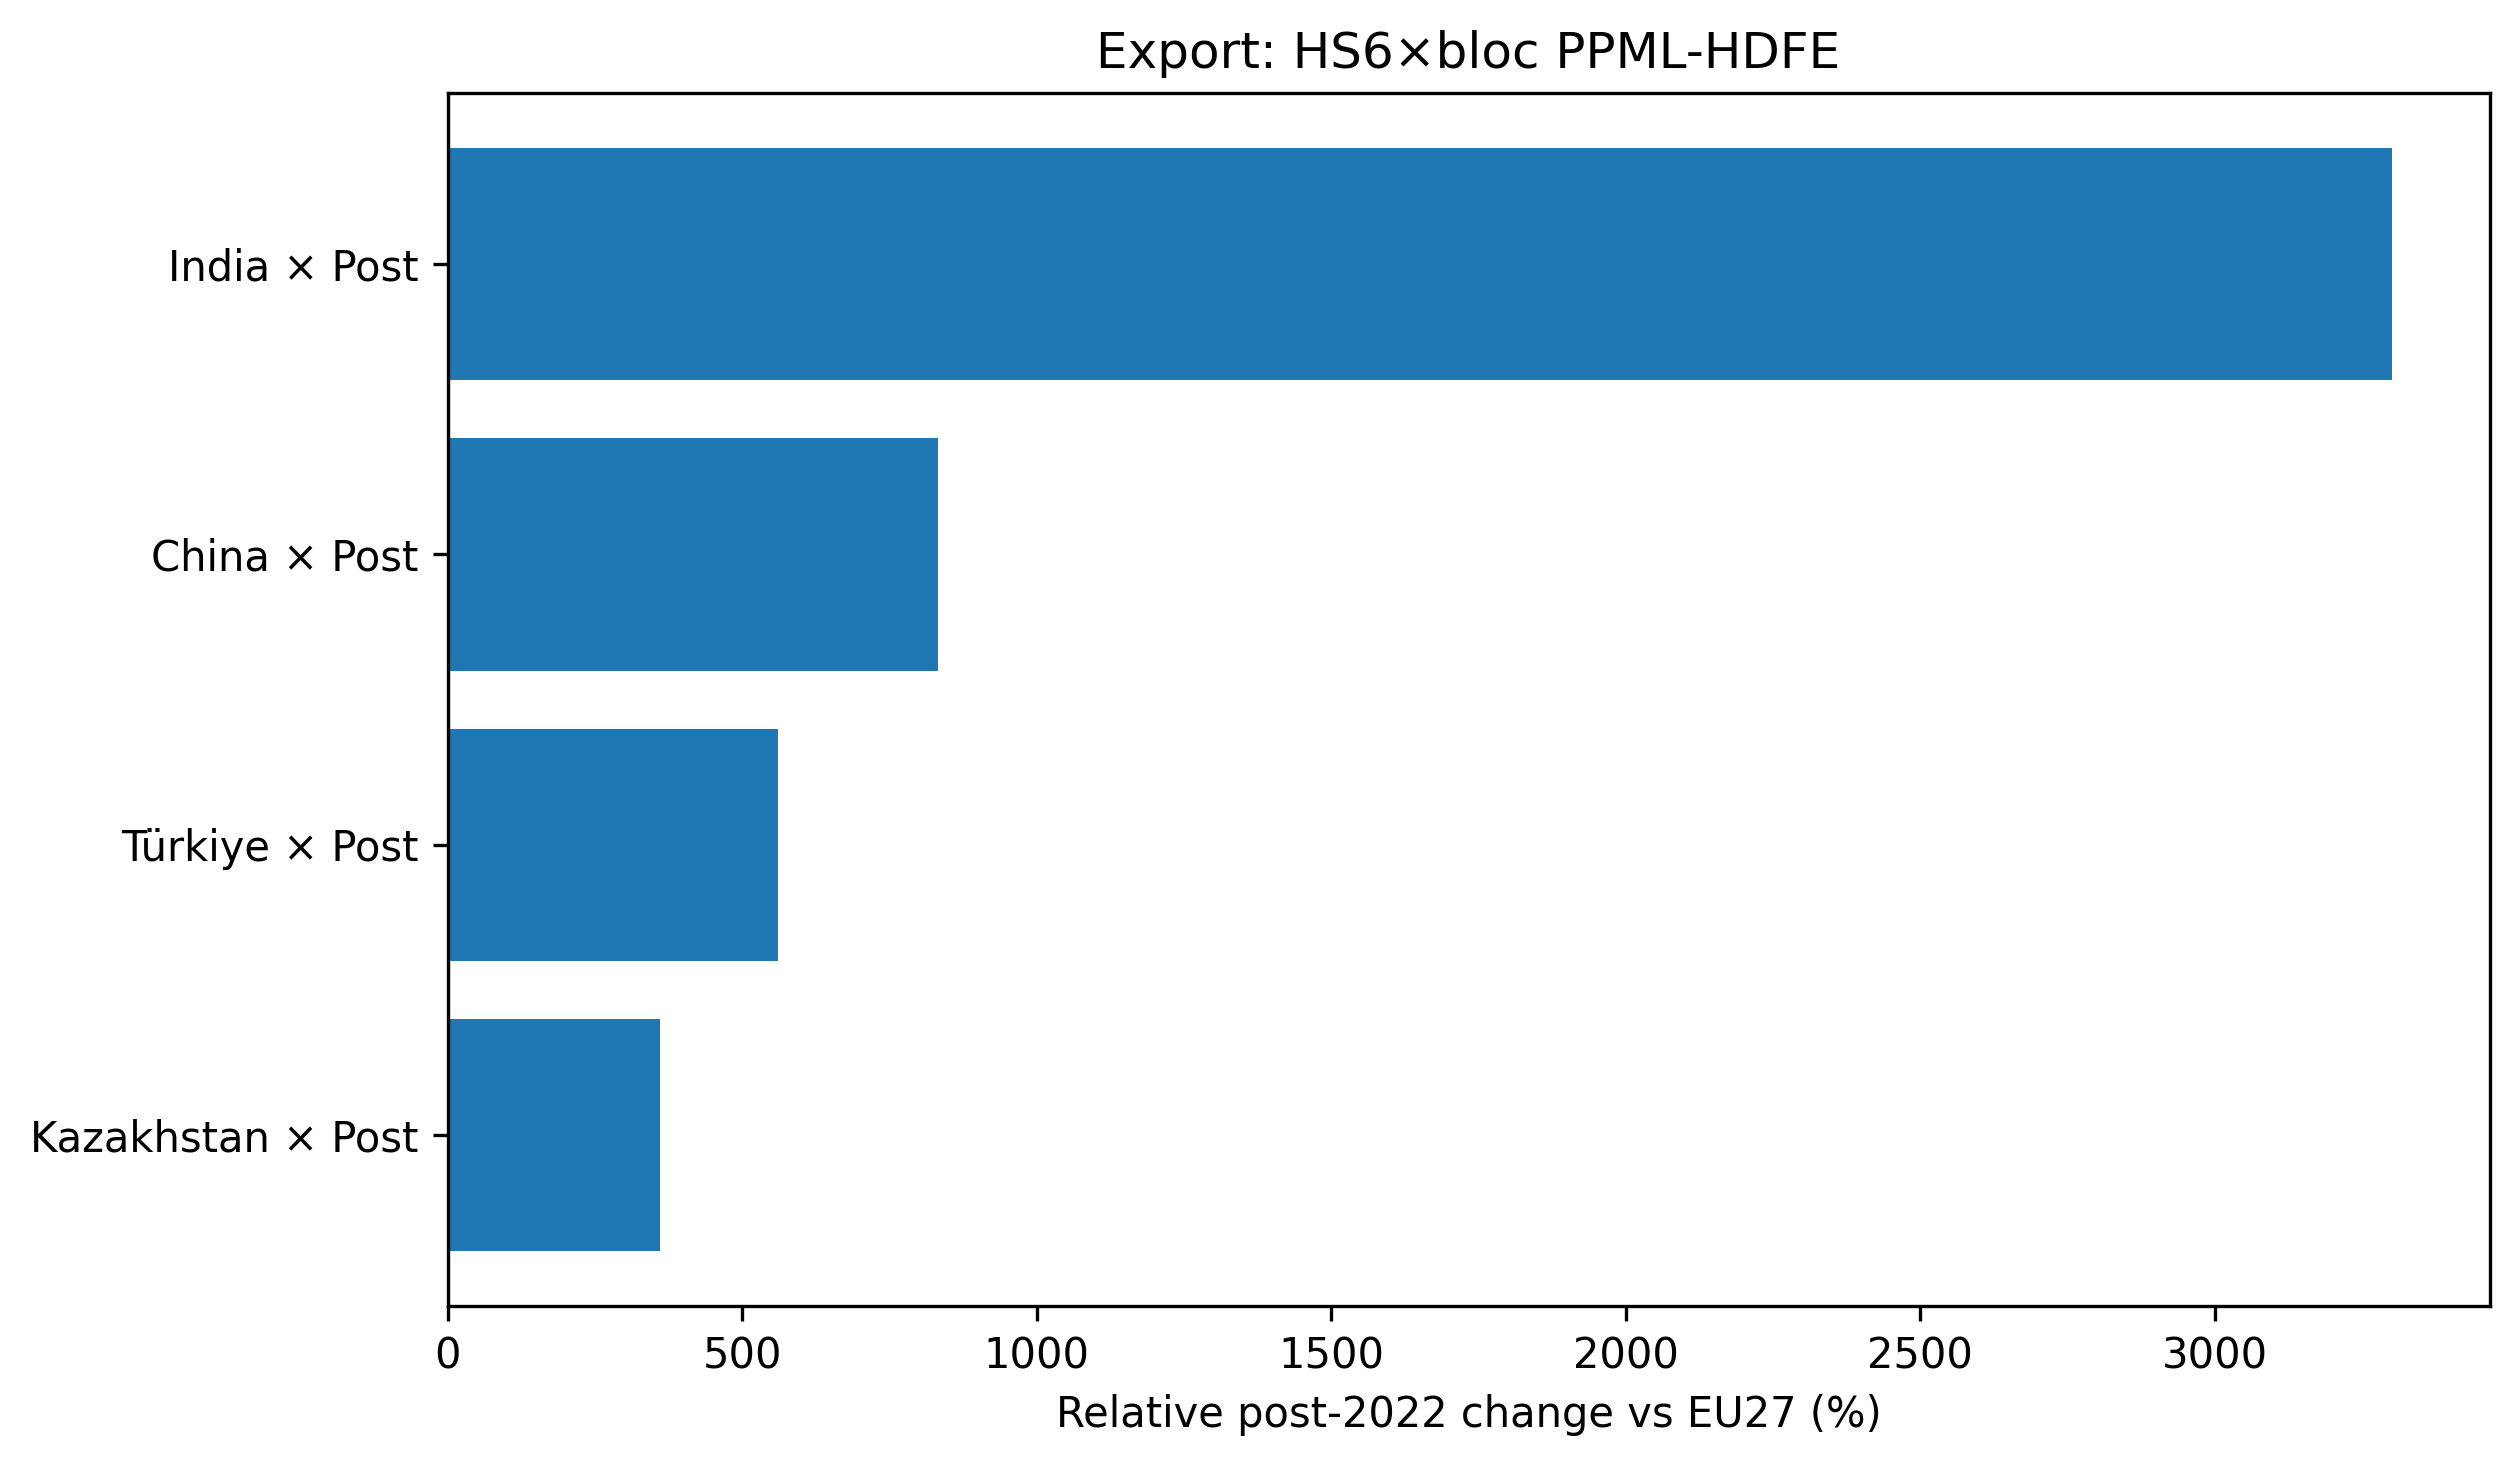 Export: HS6×bloc PPML-HDFE
India × Post
China × Post
Türkiye × Post
Kazakhstan × Post
0 500 1000 1500 2000 2500 3000
Relative post-2022 change vs EU27 (%)